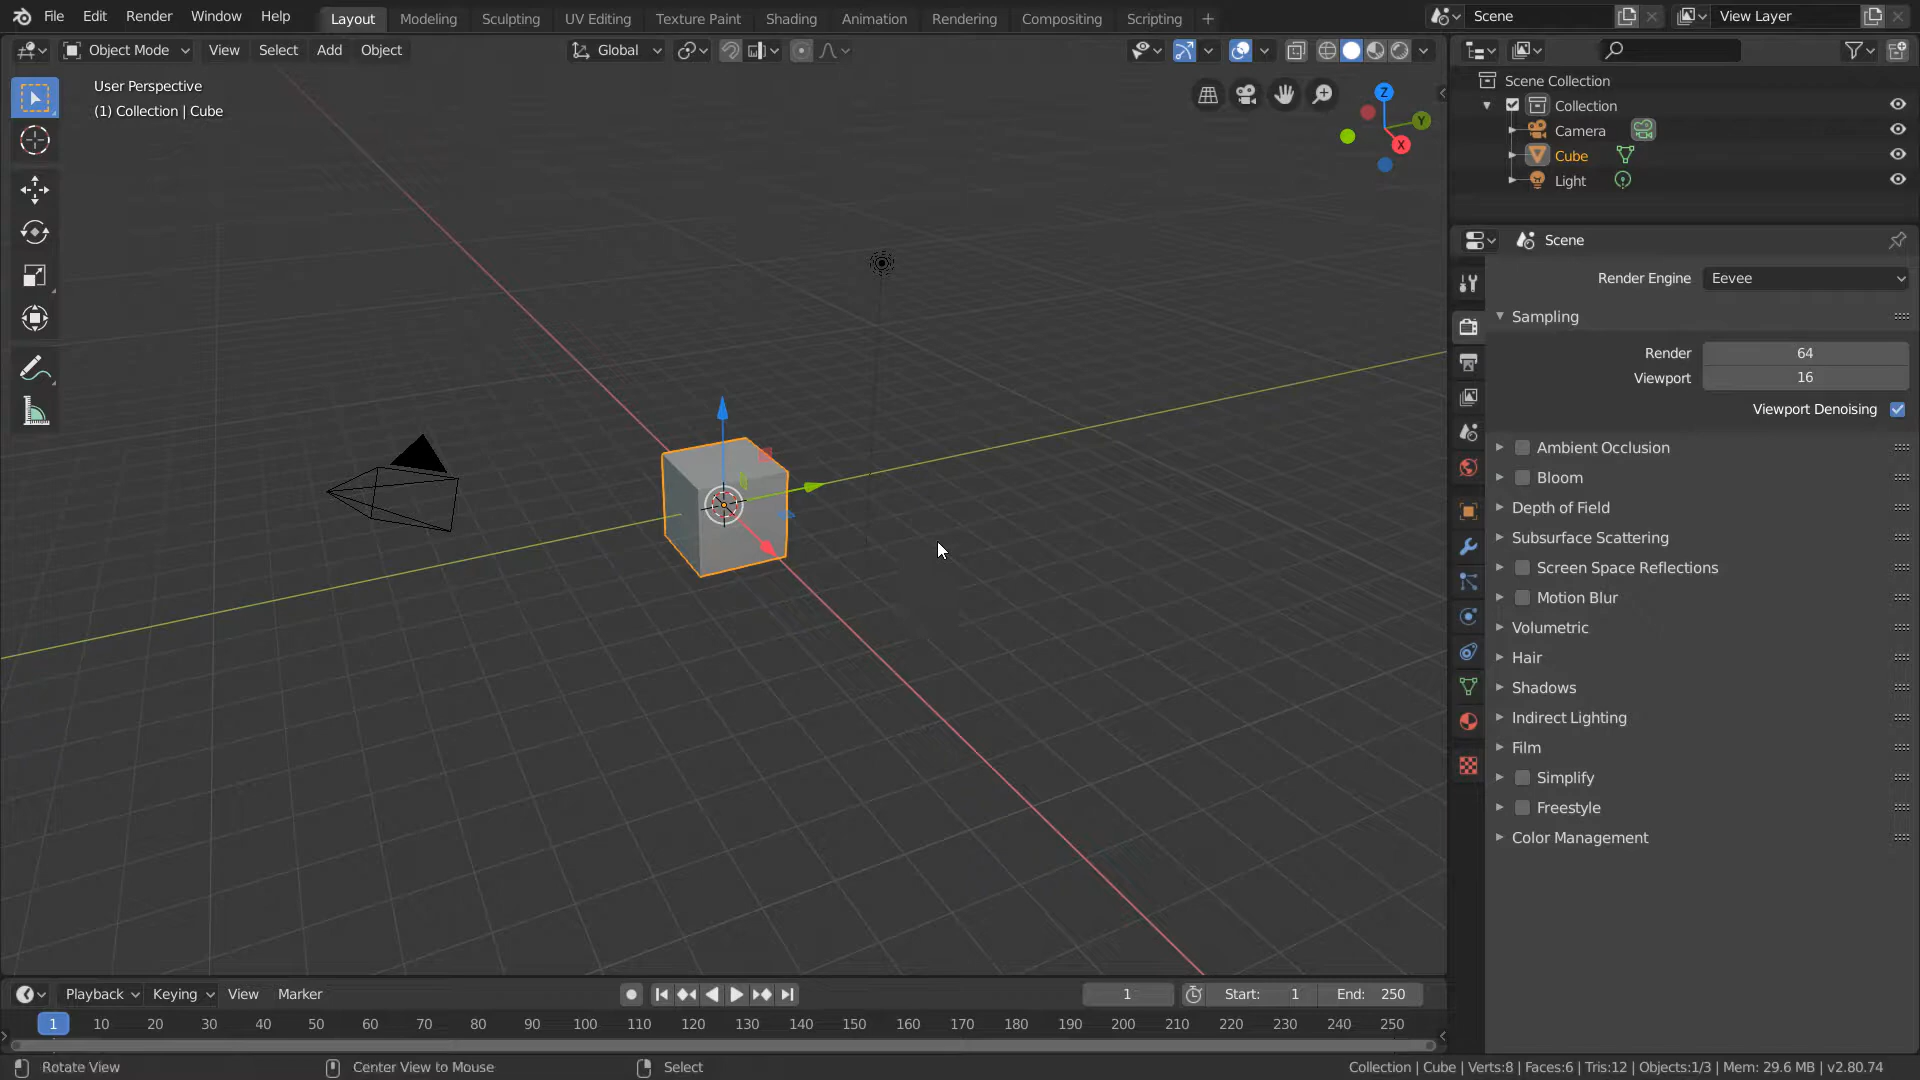 File Edit Render Window Help Layout Modeling Sculpting UV Editing Texture Paint Shading Animation Rendering Compositing Scripting + Scene View Layer
Object Mode View Select Add Object Global
User Perspective
(1) Collection | Cube
Z
Y
X
Scene Collection
Collection
Camera
Cube
Light
Scene
Render Engine Eevee
Sampling
Render 64
Viewport 16
Viewport Denoising
Ambient Occlusion
Bloom
Depth of Field
Subsurface Scattering
Screen Space Reflections
Motion Blur
Volumetric
Hair
Shadows
Indirect Lighting
Film
Simplify
Freestyle
Color Management
Playback Keying View Marker 1 Start: 1 End: 250
1 10 20 30 40 50 60 70 80 90 100 110 120 130 140 150 160 170 180 190 200 210 220 230 240 250
Rotate View Center View to Mouse Select Collection | Cube | Verts:8 | Faces:6 | Tris:12 | Objects:1/3 | Mem: 29.6 MB | v2.80.74